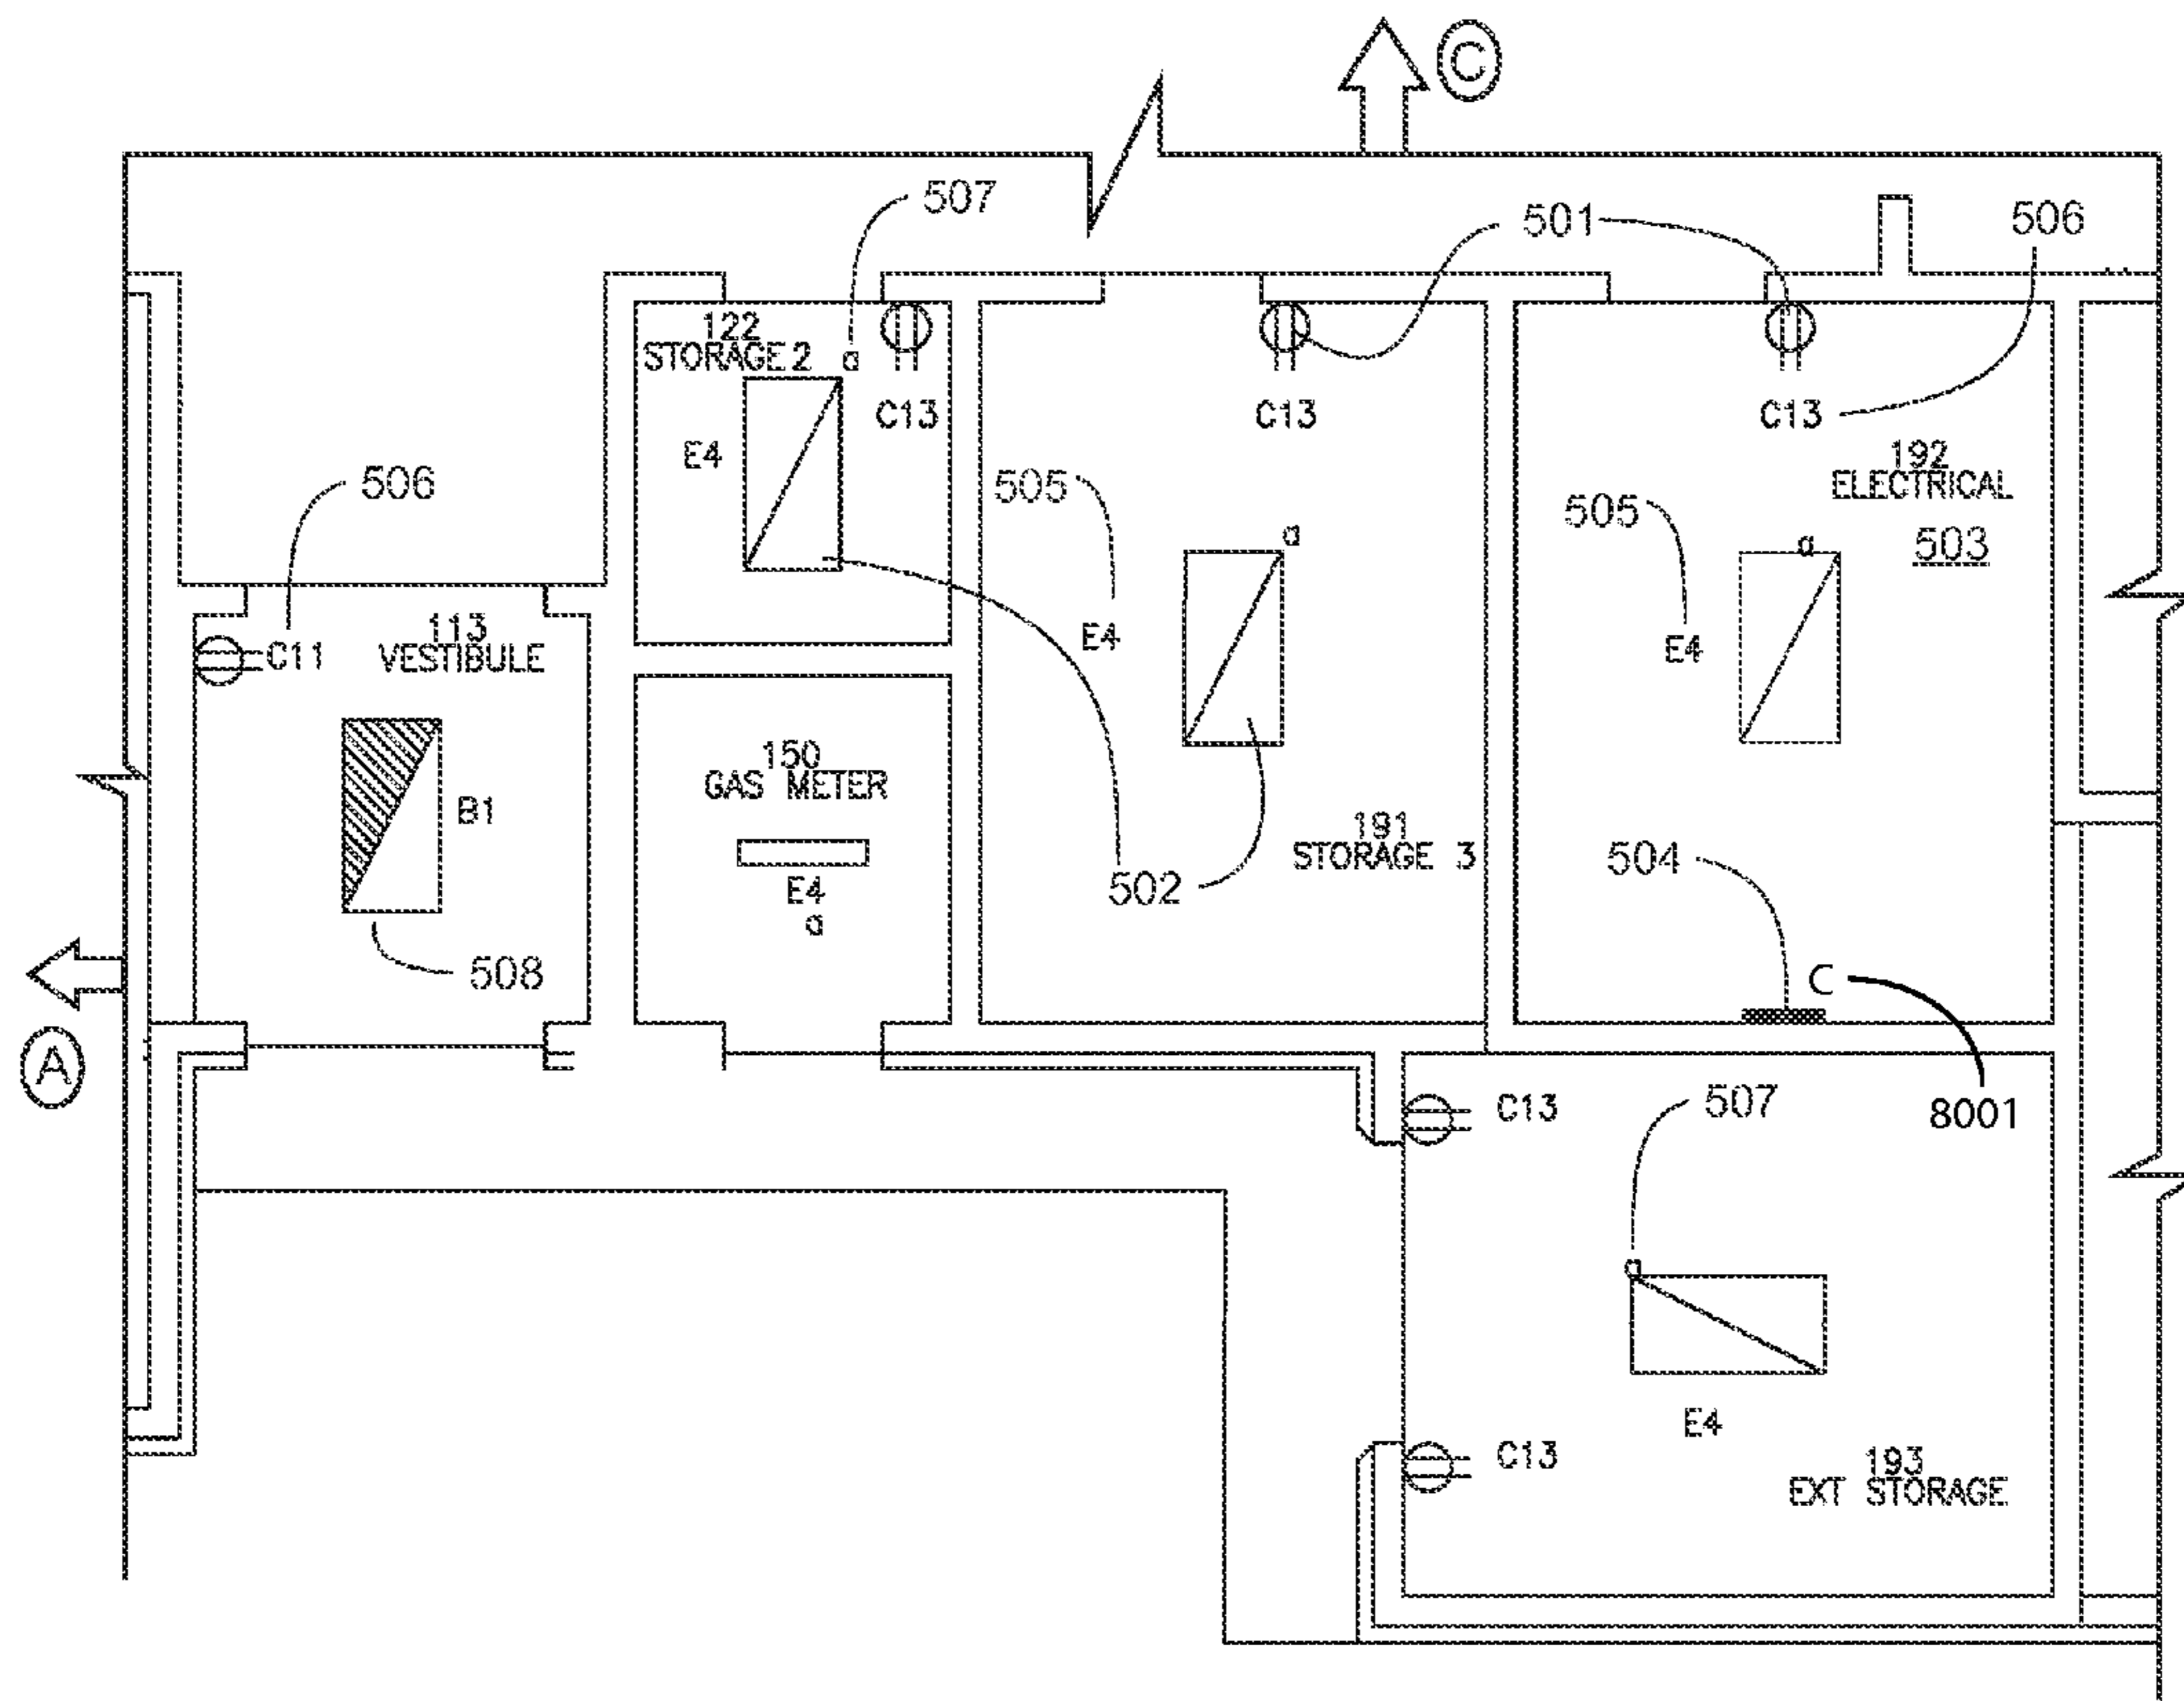 C
507
501
506
122
STORAGE 2
a
C13
C13
C13
E4
506
505
192
ELECTRICAL
505
503
a
a
113
VESTIBULE
C11
E4
E4
150
GAS METER
B1
191
STORAGE 3
504
E4
a
502
508
C
A
8001
C13
507
a
E4
C13
193
EXT STORAGE